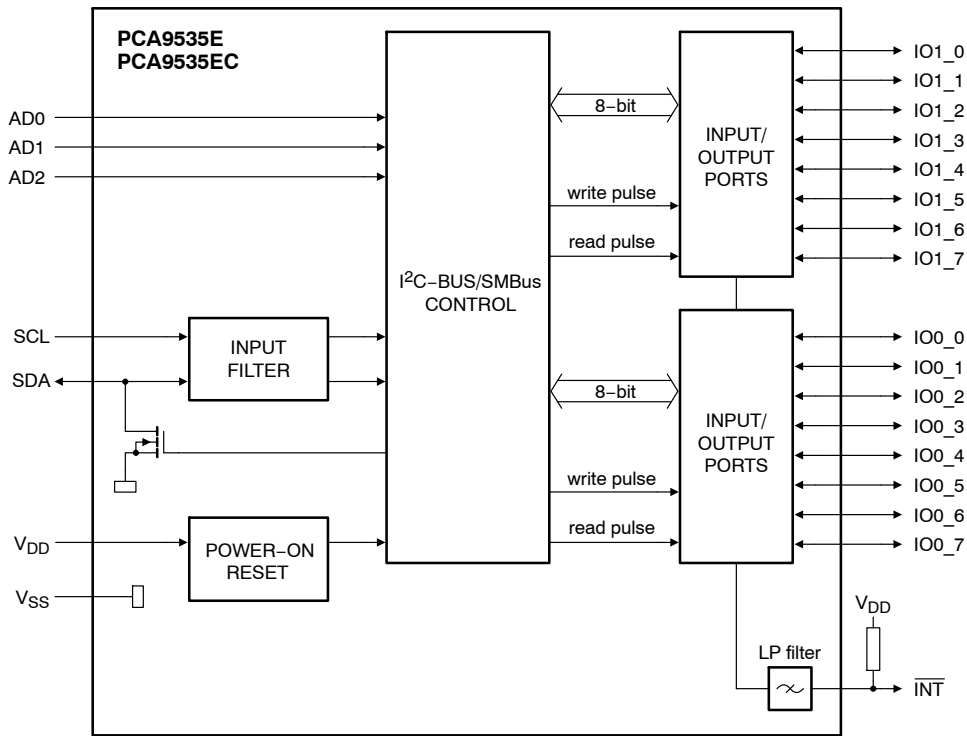 PCA9535E
PCA9535EC
AD0
AD1
AD2
SCL
SDA
VDD
VSS
INPUT
FILTER
POWER−ON
RESET
I2C−BUS/SMBus
CONTROL
8−bit
write pulse
read pulse
8−bit
write pulse
read pulse
INPUT/
OUTPUT
PORTS
INPUT/
OUTPUT
PORTS
IO1_0
IO1_1
IO1_2
IO1_3
IO1_4
IO1_5
IO1_6
IO1_7
IO0_0
IO0_1
IO0_2
IO0_3
IO0_4
IO0_5
IO0_6
IO0_7
VDD
LP filter
INT